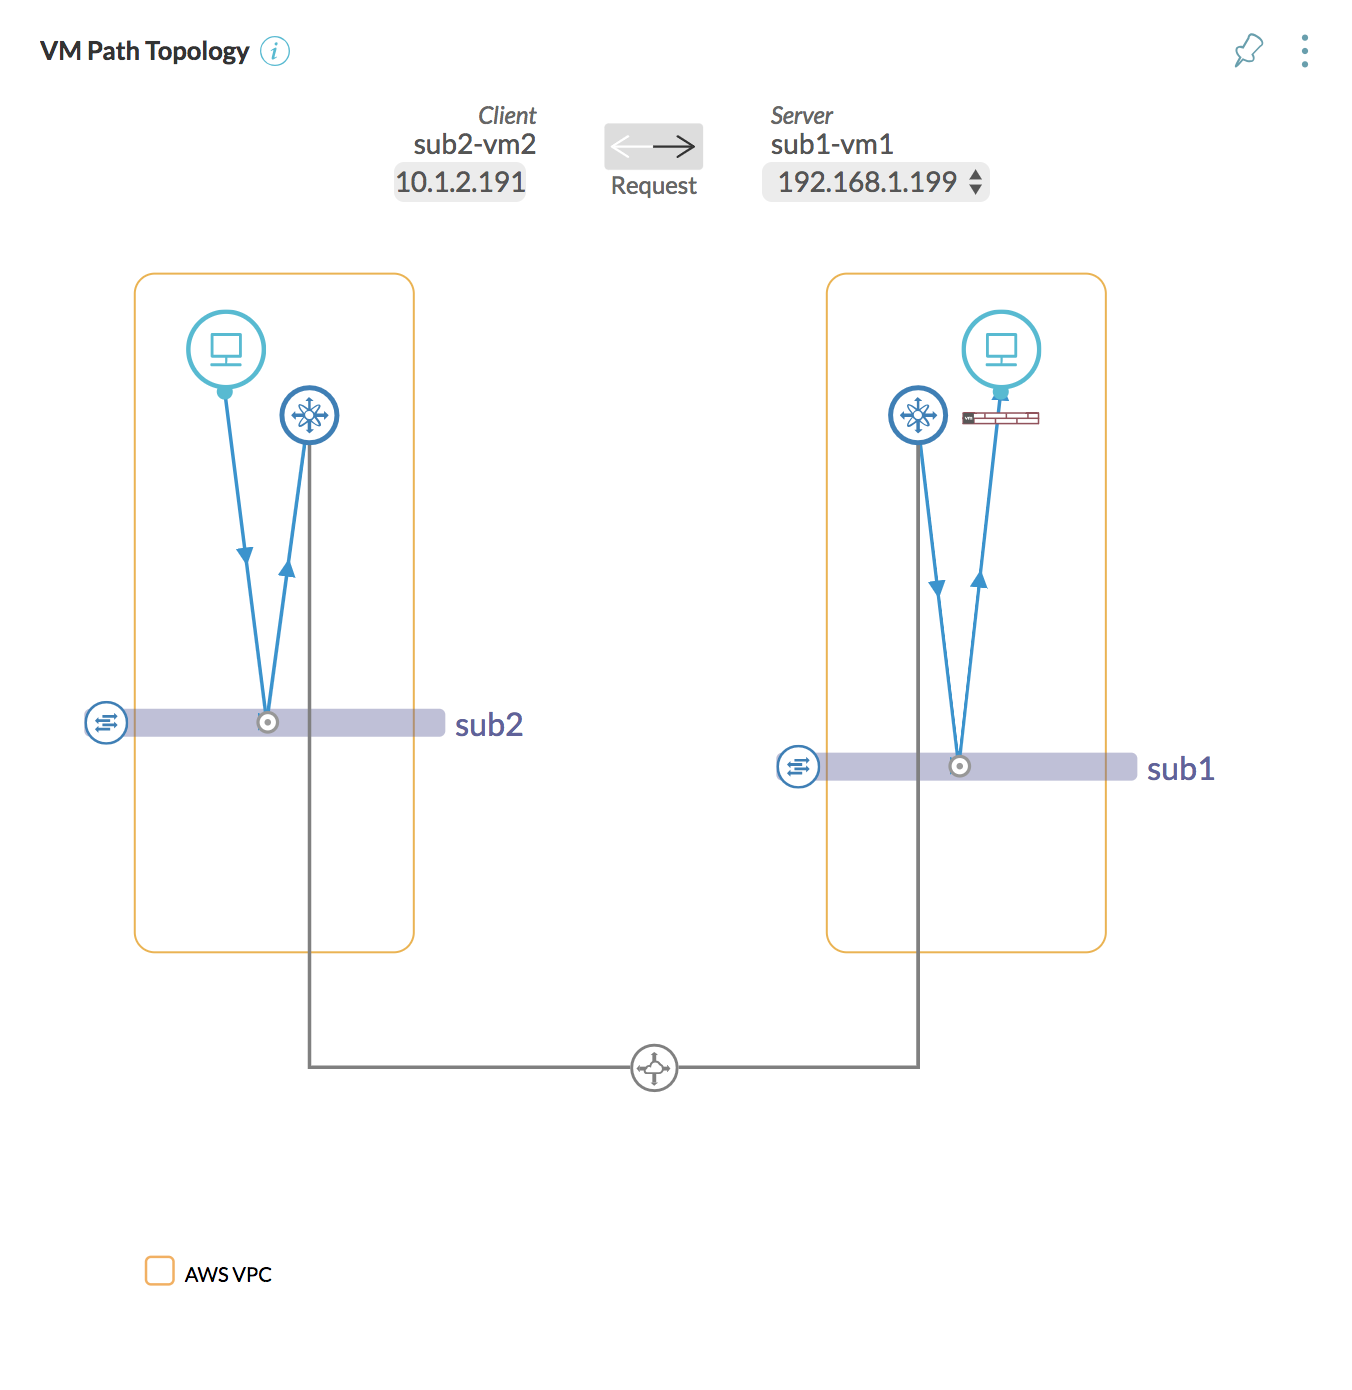 VM Path Topology
Client
sub2-vm2
10.1.2.191
Request
Server
sub1-vm1
192.168.1.199
vm
sub2
sub1
AWS VPC